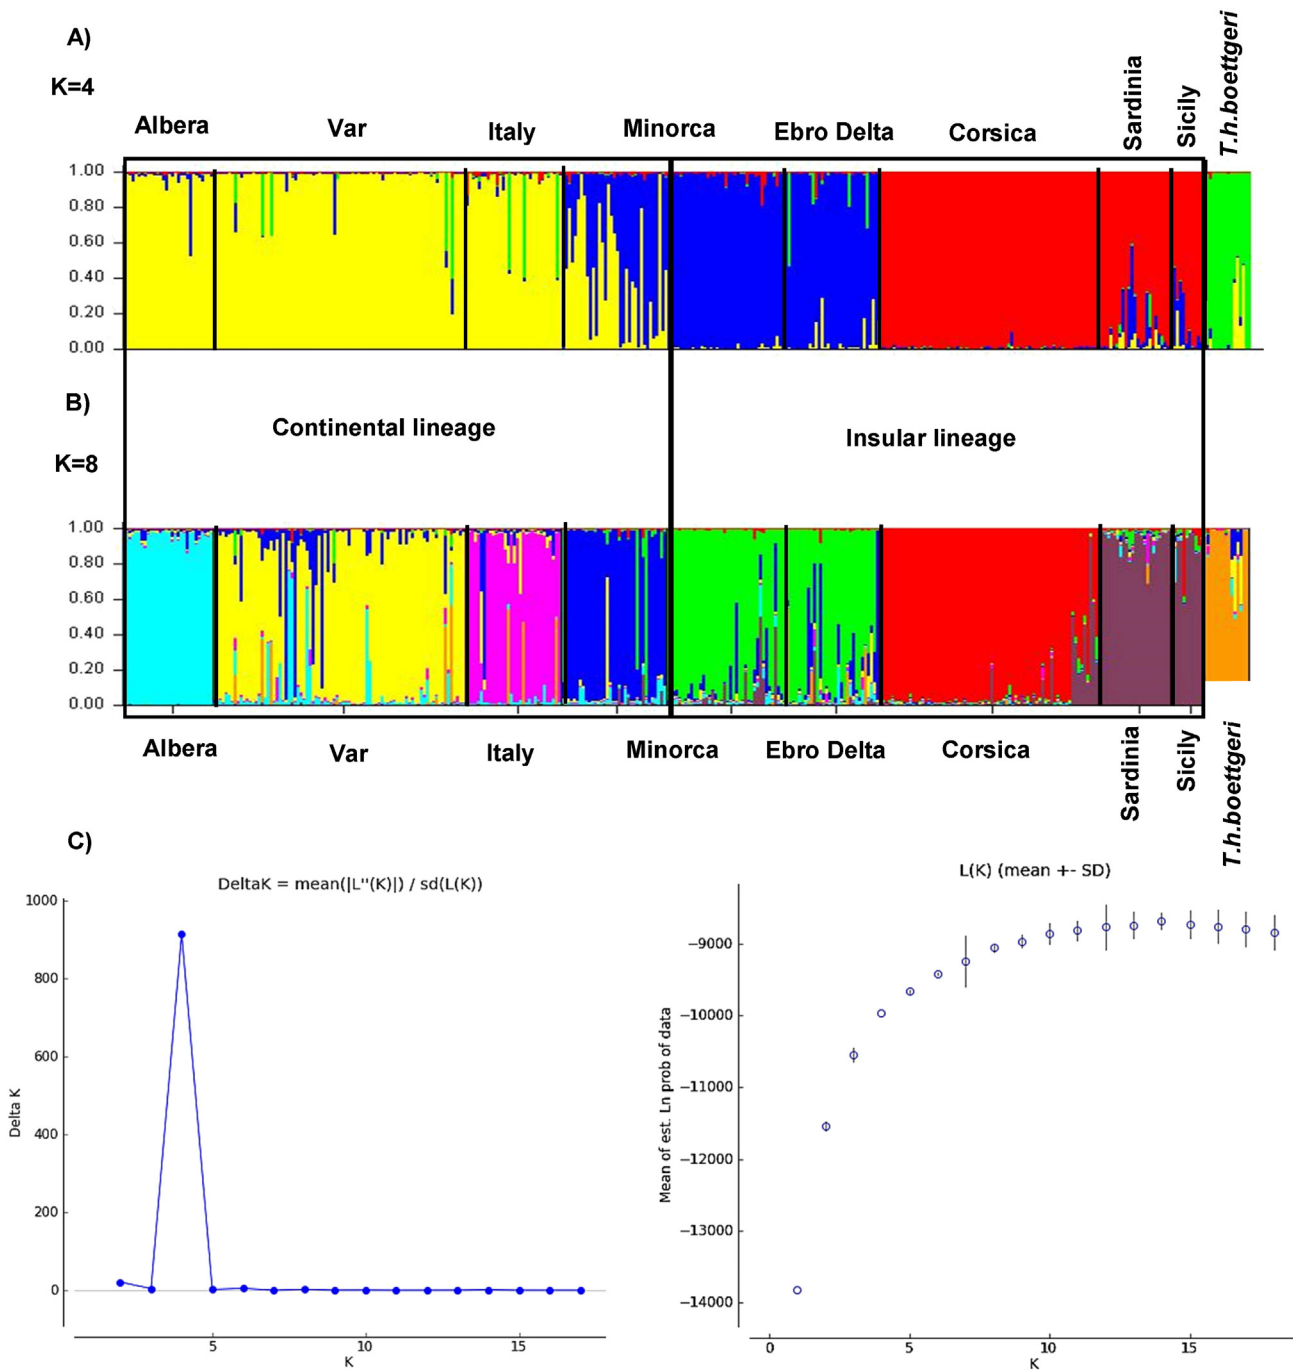 A)
K=4
Albera Var Italy Minorca Ebro Delta Corsica Sardinia Sicily T.h.boettgeri
1.00
0.80
0.60
0.40
0.20
0.00
B)
Continental lineage Insular lineage
K=8
1.00
0.80
0.60
0.40
0.20
0.00
Albera Var Italy Minorca Ebro Delta Corsica Sardinia Sicily T.h.boettgeri
C)
DeltaK = mean(|L''(K)|) / sd(L(K))
1000
800
600
400
200
0
Delta K
5 10 15
K
L(K) (mean +- SD)
−9000
−10000
−11000
−12000
−13000
−14000
Mean of est. Ln prob of data
0 5 10 15
K